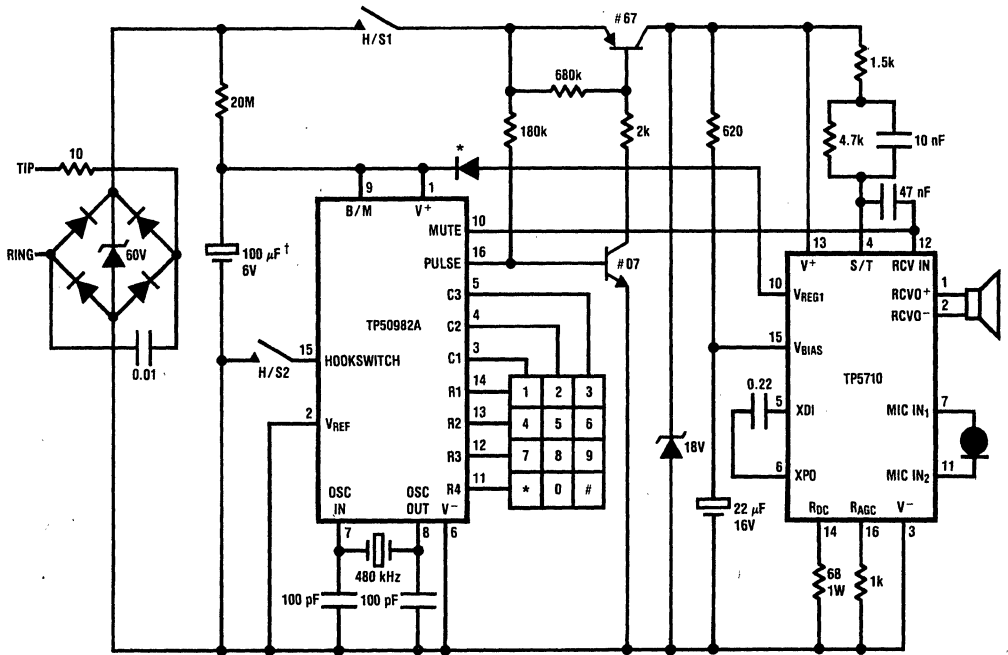 #67
H/S1
680k
1.5k
20M
180k
2k
620
4.7k
10 nF
TIP
10
*
47 nF
9
1
B/M
V+
MUTE
10
RING
60V
100 μF †
6V
PULSE
16
#07
13
4
12
V+
S/T
RCV IN
C3
5
10
VREG1
RCVO+
1
RCVO−
2
TP50982A
C2
4
0.01
H/S2
15
HOOKSWITCH
C1
3
15
VBIAS
TP5710
R1
14
1
2
3
0.22
5
XDI
MIC IN1
7
2
VREF
R2
13
4
5
6
R3
12
7
8
9
18V
6
XPO
MIC IN2
11
R4
11
*
0
#
OSC
IN
OSC
OUT
V−
7
8
6
22 μF
16V
RDC
RAGC
V−
14
16
3
480 kHz
100 pF
100 pF
68
1W
1k